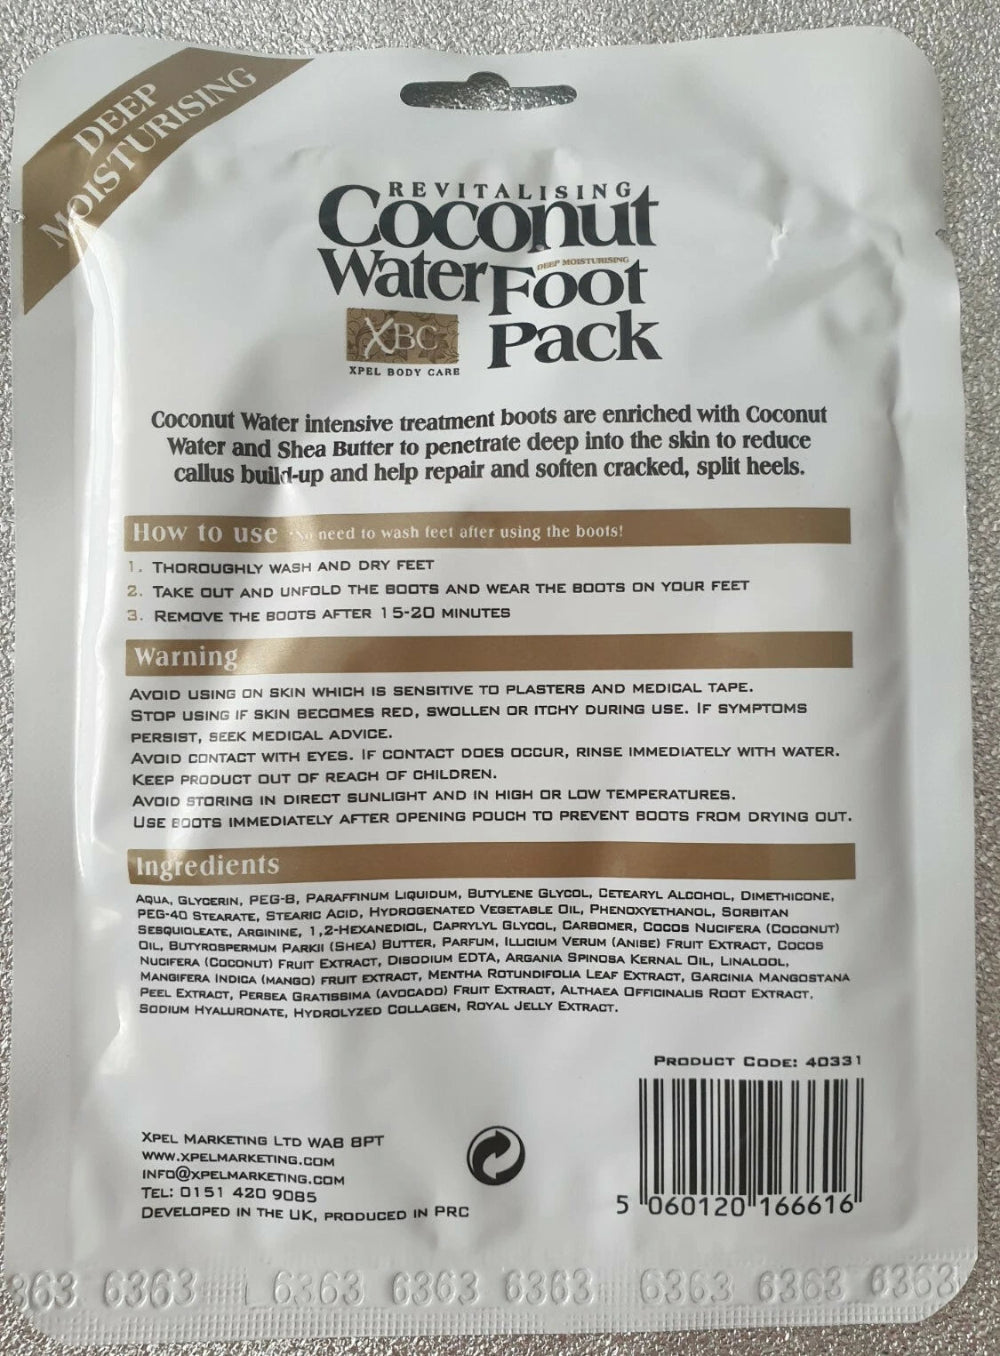 DEEP
MOISTURISING
REVITALISING
Coconut
DEEP MOISTURISING
Water Foot
Pack
XBC
XPEL BODY CARE
Coconut Water intensive treatment boots are enriched with Coconut
Water and Shea Butter to penetrate deep into the skin to reduce
callus build-up and help repair and soften cracked, split heels.
How to use *No need to wash feet after using the boots!
1. THOROUGHLY WASH AND DRY FEET
2. TAKE OUT AND UNFOLD THE BOOTS AND WEAR THE BOOTS ON YOUR FEET
3. REMOVE THE BOOTS AFTER 15-20 MINUTES
Warning
AVOID USING ON SKIN WHICH IS SENSITIVE TO PLASTERS AND MEDICAL TAPE.
STOP USING IF SKIN BECOMES RED, SWOLLEN OR ITCHY DURING USE. IF SYMPTOMS
PERSIST, SEEK MEDICAL ADVICE.
AVOID CONTACT WITH EYES. IF CONTACT DOES OCCUR, RINSE IMMEDIATELY WITH WATER.
KEEP PRODUCT OUT OF REACH OF CHILDREN.
AVOID STORING IN DIRECT SUNLIGHT AND IN HIGH OR LOW TEMPERATURES.
USE BOOTS IMMEDIATELY AFTER OPENING POUCH TO PREVENT BOOTS FROM DRYING OUT.
Ingredients
AQUA, GLYCERIN, PEG-8, PARAFFINUM LIQUIDUM, BUTYLENE GLYCOL, CETEARYL ALCOHOL, DIMETHICONE,
PEG-40 STEARATE, STEARIC ACID, HYDROGENATED VEGETABLE OIL, PHENOXYETHANOL, SORBITAN
SESQUIOLEATE, ARGININE, 1,2-HEXANEDIOL, CAPRYLYL GLYCOL, CARBOMER, COCOS NUCIFERA (COCONUT)
OIL, BUTYROSPERMUM PARKII (SHEA) BUTTER, PARFUM, ILLICIUM VERUM (ANISE) FRUIT EXTRACT, COCOS
NUCIFERA (COCONUT) FRUIT EXTRACT, DISODIUM EDTA, ARGANIA SPINOSA KERNAL OIL, LINALOOL,
MANGIFERA INDICA (MANGO) FRUIT EXTRACT, MENTHA ROTUNDIFOLIA LEAF EXTRACT, GARCINIA MANGOSTANA
PEEL EXTRACT, PERSEA GRATISSIMA (AVOCADO) FRUIT EXTRACT, ALTHAEA OFFICINALIS ROOT EXTRACT,
SODIUM HYALURONATE, HYDROLYZED COLLAGEN, ROYAL JELLY EXTRACT.
PRODUCT CODE: 40331
XPEL MARKETING LTD WA8 8PT
WWW.XPELMARKETING.COM
INFO@XPELMARKETING.COM
TEL: 0151 420 9085
DEVELOPED IN THE UK, PRODUCED IN PRC
5 060120 166616
363 6363 6363 6363 6363 6363 6363 6363